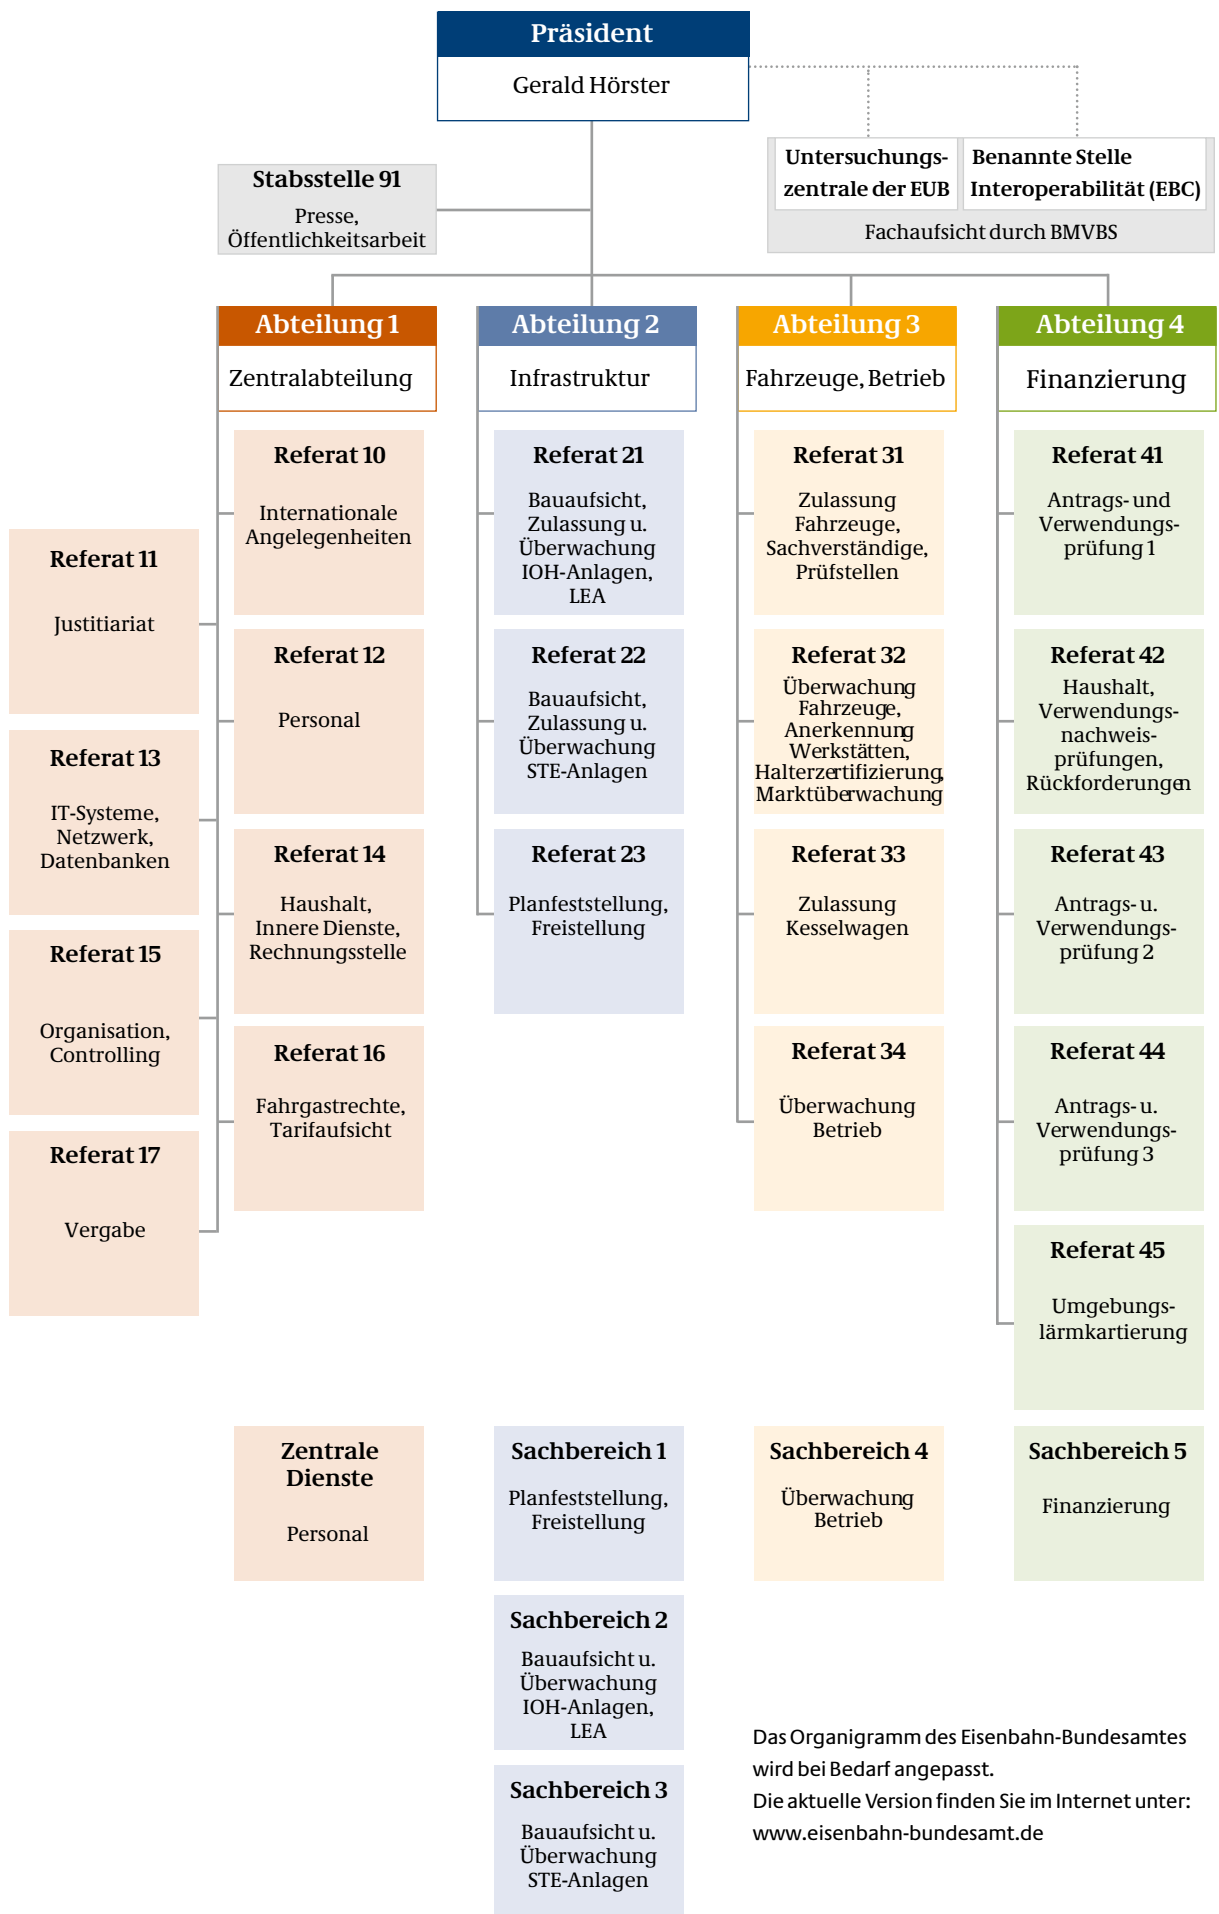 Präsident
Gerald Hörster
Untersuchungs-
zentrale der EUB
Benannte Stelle
Interoperabilität (EBC)
Fachaufsicht durch BMVBS
Stabsstelle 91
Presse,
Öffentlichkeitsarbeit
Abteilung 1
Zentralabteilung
Abteilung 2
Infrastruktur
Abteilung 3
Fahrzeuge, Betrieb
Abteilung 4
Finanzierung
Referat 10
Internationale
Angelegenheiten
Referat 11
Justitiariat
Referat 12
Personal
Referat 13
IT-Systeme,
Netzwerk,
Datenbanken
Referat 14
Haushalt,
Innere Dienste,
Rechnungsstelle
Referat 15
Organisation,
Controlling
Referat 16
Fahrgastrechte,
Tarifaufsicht
Referat 17
Vergabe
Referat 21
Bauaufsicht,
Zulassung u.
Überwachung
IOH-Anlagen,
LEA
Referat 22
Bauaufsicht,
Zulassung u.
Überwachung
STE-Anlagen
Referat 23
Planfeststellung,
Freistellung
Referat 31
Zulassung
Fahrzeuge,
Sachverständige,
Prüfstellen
Referat 32
Überwachung
Fahrzeuge,
Anerkennung
Werkstätten,
Halterzertifizierung,
Marktüberwachung
Referat 33
Zulassung
Kesselwagen
Referat 34
Überwachung
Betrieb
Referat 41
Antrags- und
Verwendungs-
prüfung 1
Referat 42
Haushalt,
Verwendungs-
nachweis-
prüfungen,
Rückforderungen
Referat 43
Antrags- u.
Verwendungs-
prüfung 2
Referat 44
Antrags- u.
Verwendungs-
prüfung 3
Referat 45
Umgebungs-
lärmkartierung
Zentrale
Dienste
Personal
Sachbereich 1
Planfeststellung,
Freistellung
Sachbereich 2
Bauaufsicht u.
Überwachung
IOH-Anlagen,
LEA
Sachbereich 3
Bauaufsicht u.
Überwachung
STE-Anlagen
Sachbereich 4
Überwachung
Betrieb
Sachbereich 5
Finanzierung
Das Organigramm des Eisenbahn-Bundesamtes
wird bei Bedarf angepasst.
Die aktuelle Version finden Sie im Internet unter:
www.eisenbahn-bundesamt.de